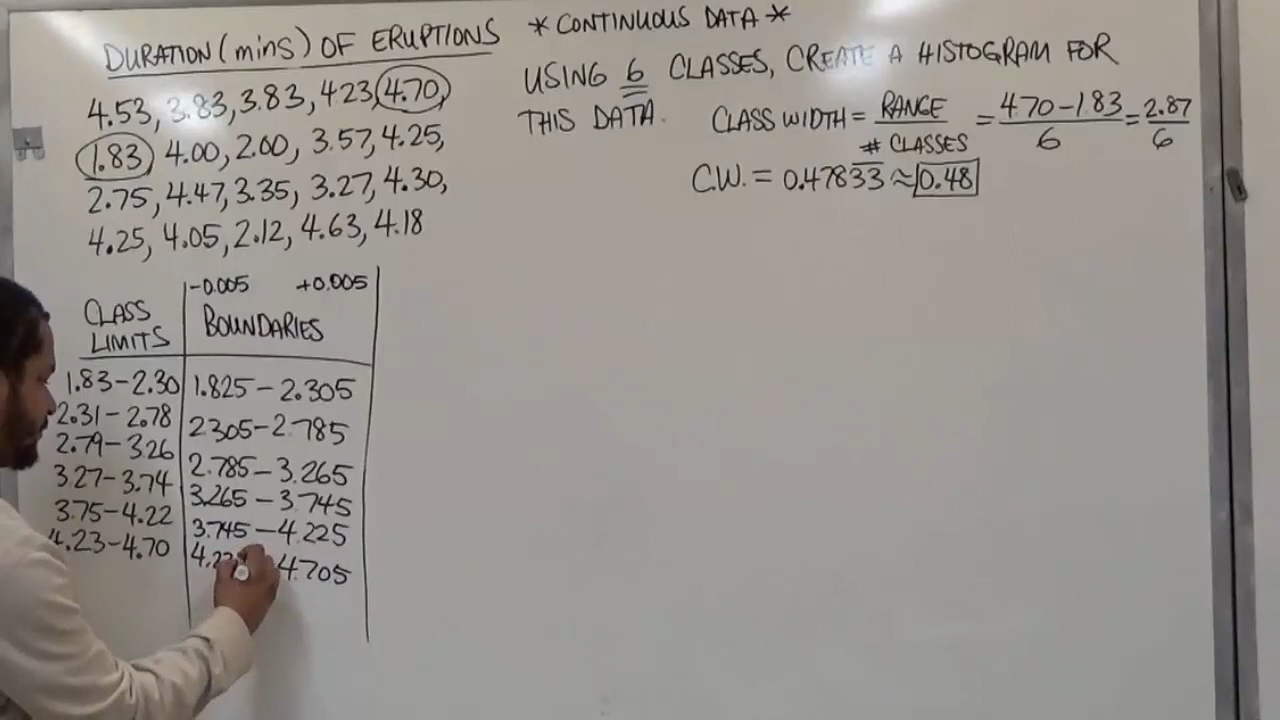 DURATION (mins) OF ERUPTIONS * CONTINUOUS DATA *
4.53, 3.83, 3.83, 423, 4.70,
1.83, 4.00, 2.00, 3.57, 4.25,
2.75, 4.47, 3.35, 3.27, 4.30,
4.25, 4.05, 2.12, 4.63, 4.18
USING 6 CLASSES, CREATE A HISTOGRAM FOR
THIS DATA.
CLASS WIDTH = RANGE / # CLASSES = 4.70 - 1.83 / 6 = 2.87 / 6
C.W. = 0.47833 ≈ 0.48
-0.005 +0.005
CLASS LIMITS BOUNDARIES
1.83 - 2.30 1.825 - 2.305
2.31 - 2.78 2305 - 2.785
2.79 - 3.26 2.785 - 3.265
3.27 - 3.74 3.265 - 3.745
3.75 - 4.22 3.745 - 4.225
4.23 - 4.70 4.705